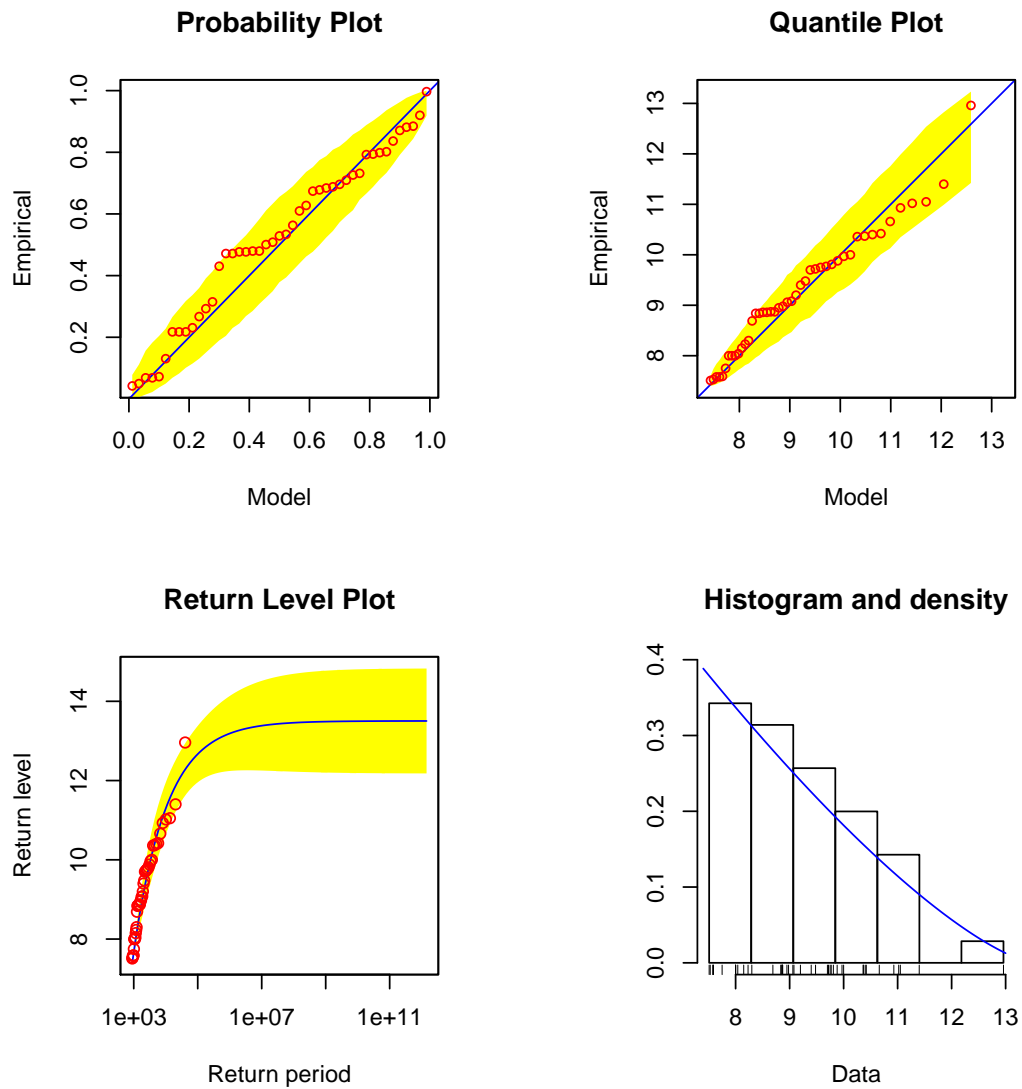 Probability Plot
Empirical
0.2 0.4 0.6 0.8 1.0
0.0 0.2 0.4 0.6 0.8 1.0
Model
Quantile Plot
Empirical
8 9 10 11 12 13
8 9 10 11 12 13
Model
Return Level Plot
Return level
8 10 12 14
1e+03 1e+07 1e+11
Return period
Histogram and density
0.0 0.1 0.2 0.3 0.4
8 9 10 11 12 13
Data